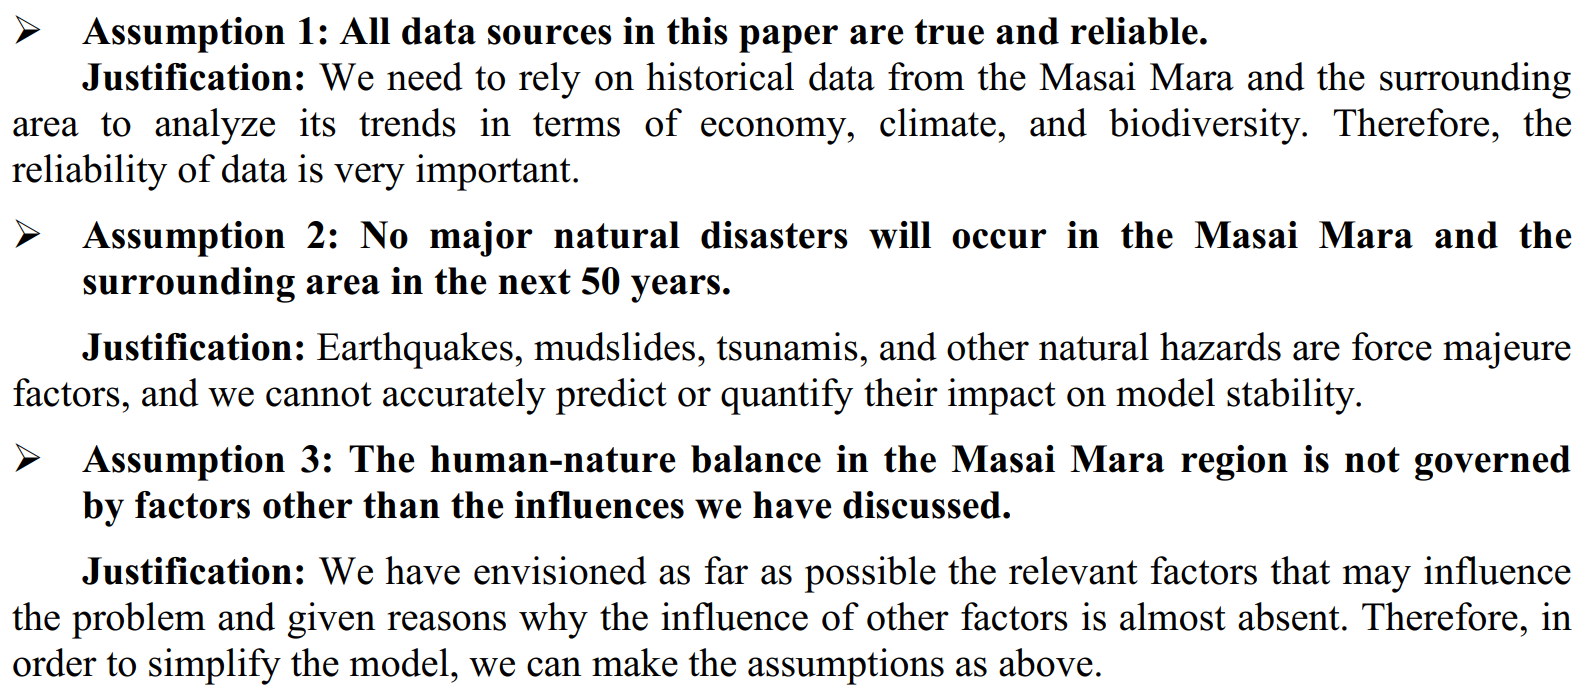 ➢ Assumption 1: All data sources in this paper are true and reliable.
Justification: We need to rely on historical data from the Masai Mara and the surrounding
area to analyze its trends in terms of economy, climate, and biodiversity. Therefore, the
reliability of data is very important.
➢ Assumption 2: No major natural disasters will occur in the Masai Mara and the
surrounding area in the next 50 years.
Justification: Earthquakes, mudslides, tsunamis, and other natural hazards are force majeure
factors, and we cannot accurately predict or quantify their impact on model stability.
➢ Assumption 3: The human-nature balance in the Masai Mara region is not governed
by factors other than the influences we have discussed.
Justification: We have envisioned as far as possible the relevant factors that may influence
the problem and given reasons why the influence of other factors is almost absent. Therefore, in
order to simplify the model, we can make the assumptions as above.